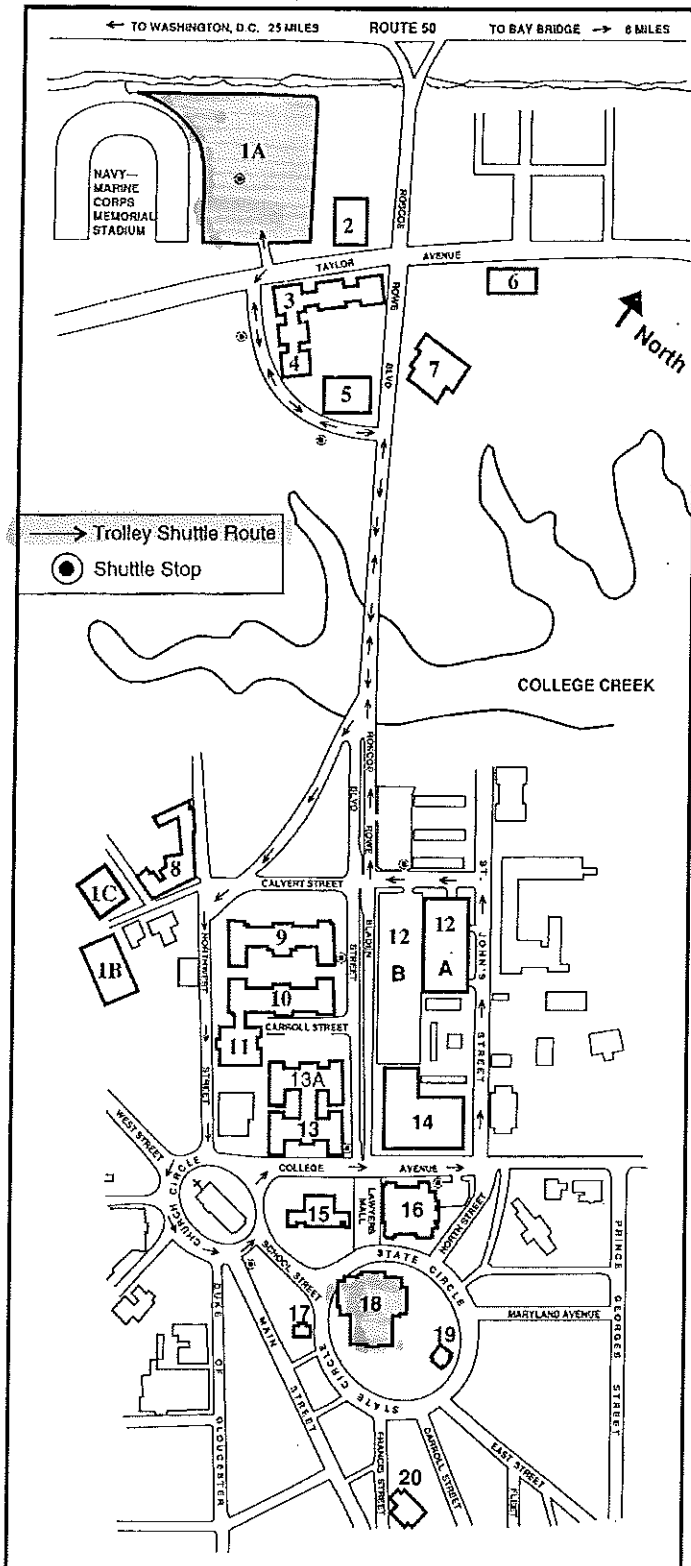 ← TO WASHINGTON, D.C. 25 MILES ROUTE 50 TO BAY BRIDGE → 6 MILES
1A
NAVY—
MARINE
CORPS
MEMORIAL
STADIUM
2
ROSCOE
TAYLOR AVENUE
3
ROWE
6
North
4
5
BLVD
7
→ Trolley Shuttle Route
Shuttle Stop
COLLEGE CREEK
ROSCOE
BLVD
ROWE
8
1C
CALVERT STREET
ST. JOHN'S STREET
1B
NORTHWEST STREET
9
STREET
BLADEN
12
B
12
A
10
CARROLL STREET
11
13A
13
14
WEST STREET
COLLEGE AVENUE
CHURCH CIRCLE
15
LAWYERS
MALL
16
NORTH STREET
SCHOOL STREET
STATE CIRCLE
PRINCE GEORGES STREET
17
18
MARYLAND AVENUE
19
DUKE OF GLOUCESTER
MAIN STREET
STATE CIRCLE
FRANCIS STREET
CARROLL STREET
EAST STREET
FLEET
20